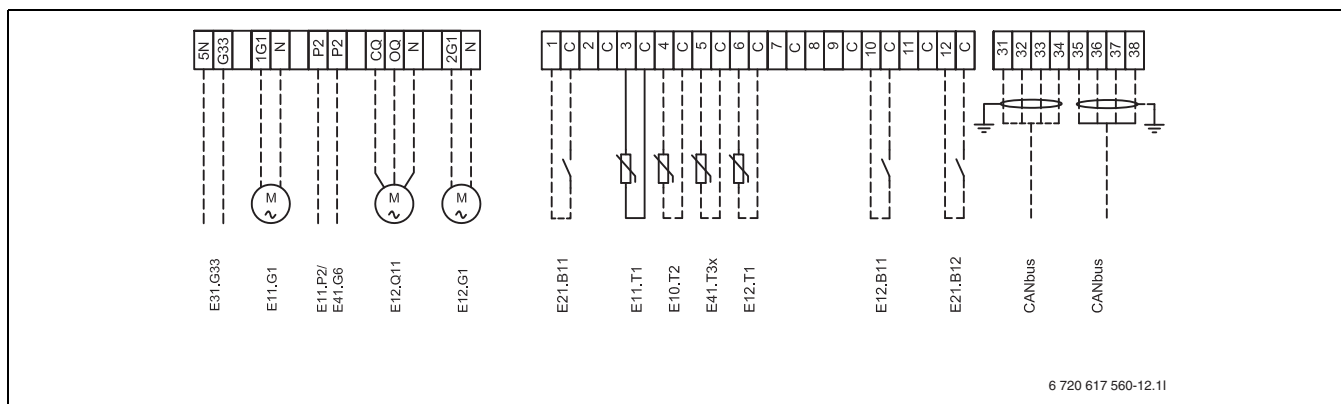 5N G33 1G1 N P2 P2 CQ OQ N 2G1 N
1 C 2 C 3 C 4 C 5 C 6 C 7 C 8 9 C 10 C 11 C 12 C
31 32 33 34 35 36 37 38
M
M
M
E31.G33
E11.G1
E11.P2/
E41.G6
E12.Q11
E12.G1
E21.B11
E11.T1
E10.T2
E41.T3x
E12.T1
E12.B11
E21.B12
CANbus
CANbus
6 720 617 560-12.1I